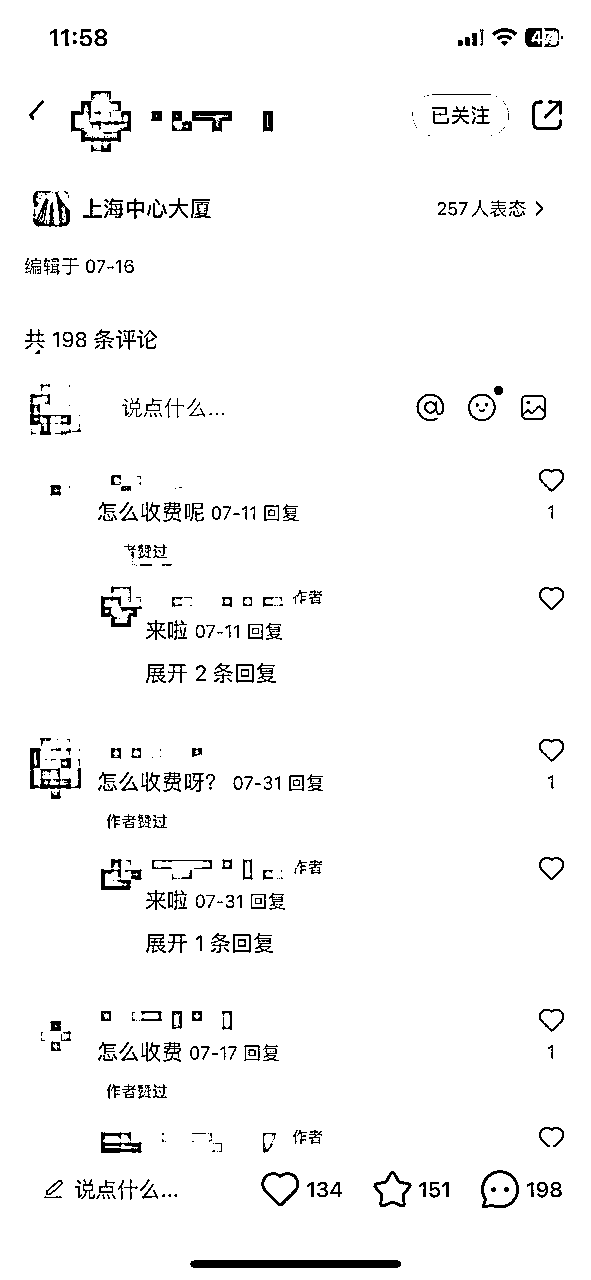 11:58
已关注
上海中心大厦
257人表态
编辑于 07-16
共 198 条评论
说点什么...
怎么收费呢 07-11 回复
1
赞过
作者
来啦 07-11 回复
展开 2 条回复
怎么收费呀? 07-31 回复
1
作者赞过
作者
来啦 07-31 回复
展开 1 条回复
怎么收费 07-17 回复
1
作者赞过
作者
说点什么... 134 151 198